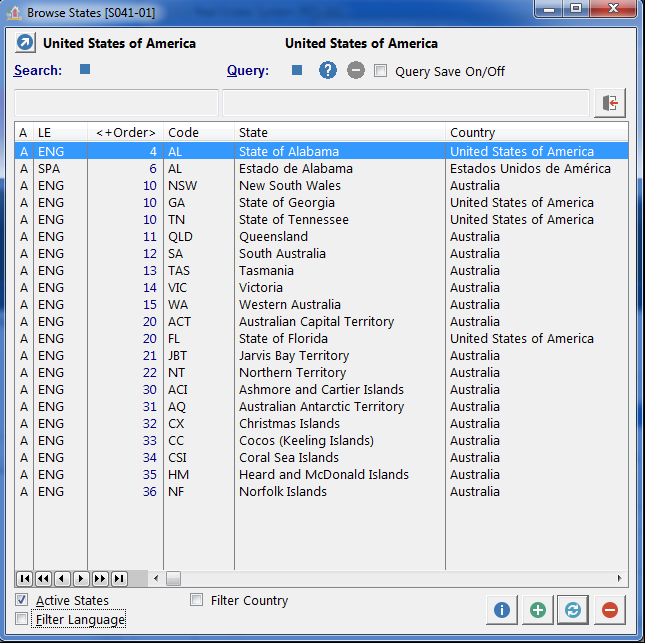 Browse States [S041-01]
United States of America United States of America
Search: Query: Query Save On/Off
A LE <+Order> Code State Country
A ENG 4 AL State of Alabama United States of America
A SPA 6 AL Estado de Alabama Estados Unidos de América
A ENG 10 NSW New South Wales Australia
A ENG 10 GA State of Georgia United States of America
A ENG 10 TN State of Tennessee United States of America
A ENG 11 QLD Queensland Australia
A ENG 12 SA South Australia Australia
A ENG 13 TAS Tasmania Australia
A ENG 14 VIC Victoria Australia
A ENG 15 WA Western Australia Australia
A ENG 20 ACT Australian Capital Territory Australia
A ENG 20 FL State of Florida United States of America
A ENG 21 JBT Jarvis Bay Territory Australia
A ENG 22 NT Northern Territory Australia
A ENG 30 ACI Ashmore and Cartier Islands Australia
A ENG 31 AQ Australian Antarctic Territory Australia
A ENG 32 CX Christmas Islands Australia
A ENG 33 CC Cocos (Keeling Islands) Australia
A ENG 34 CSI Coral Sea Islands Australia
A ENG 35 HM Heard and McDonald Islands Australia
A ENG 36 NF Norfolk Islands Australia
Active States Filter Country
Filter Language